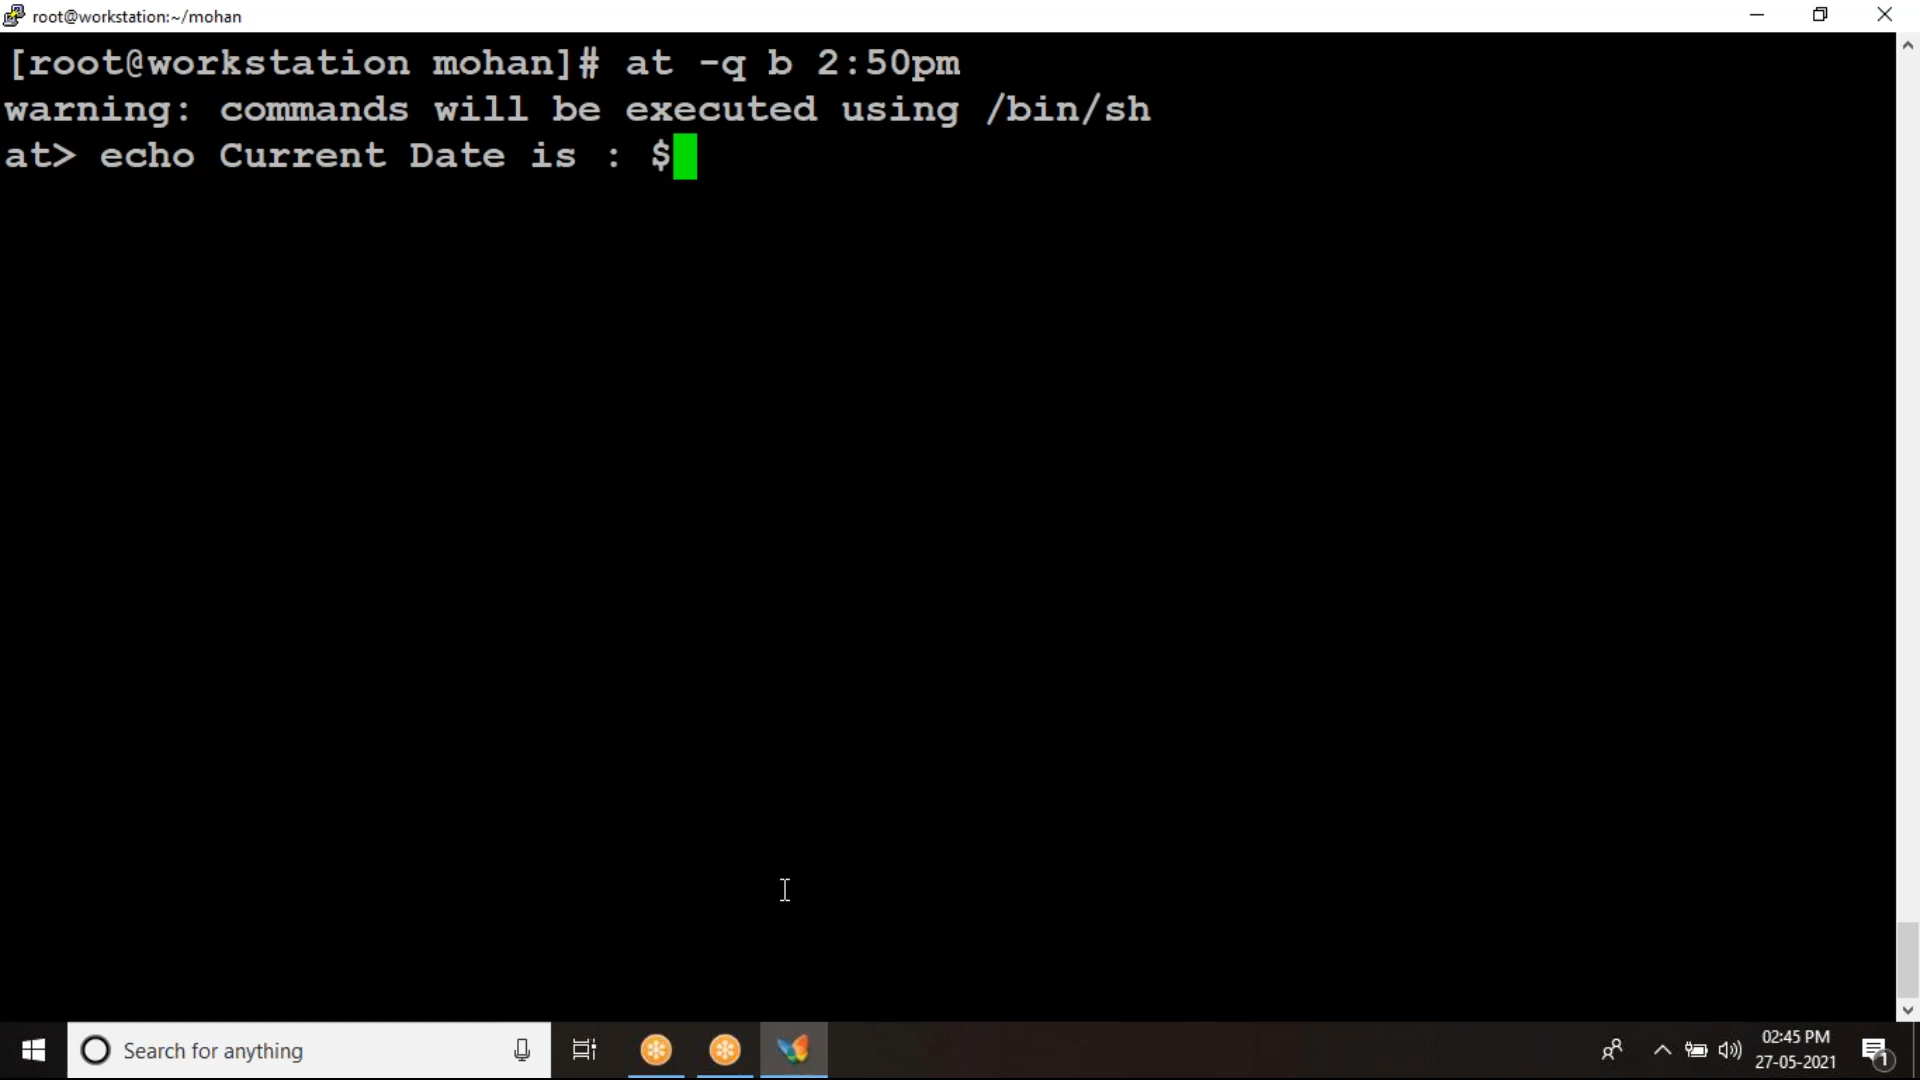 root@workstation:~/mohan
[root@workstation mohan]# at -q b 2:50pm
warning: commands will be executed using /bin/sh
at> echo Current Date is : $
Search for anything
02:45 PM
27-05-2021
1